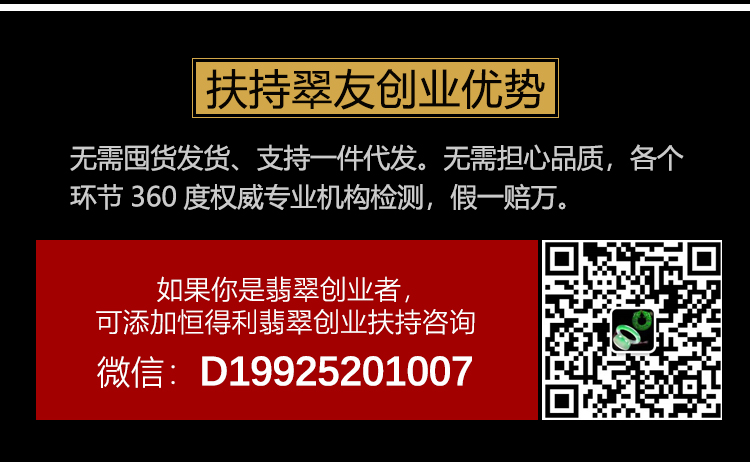 扶持翠友创业优势
无需囤货发货、支持一件代发。无需担心品质，各个
环节 360 度权威专业机构检测，假一赔万。
如果你是翡翠创业者，
可添加恒得利翡翠创业扶持咨询
微信：D19925201007